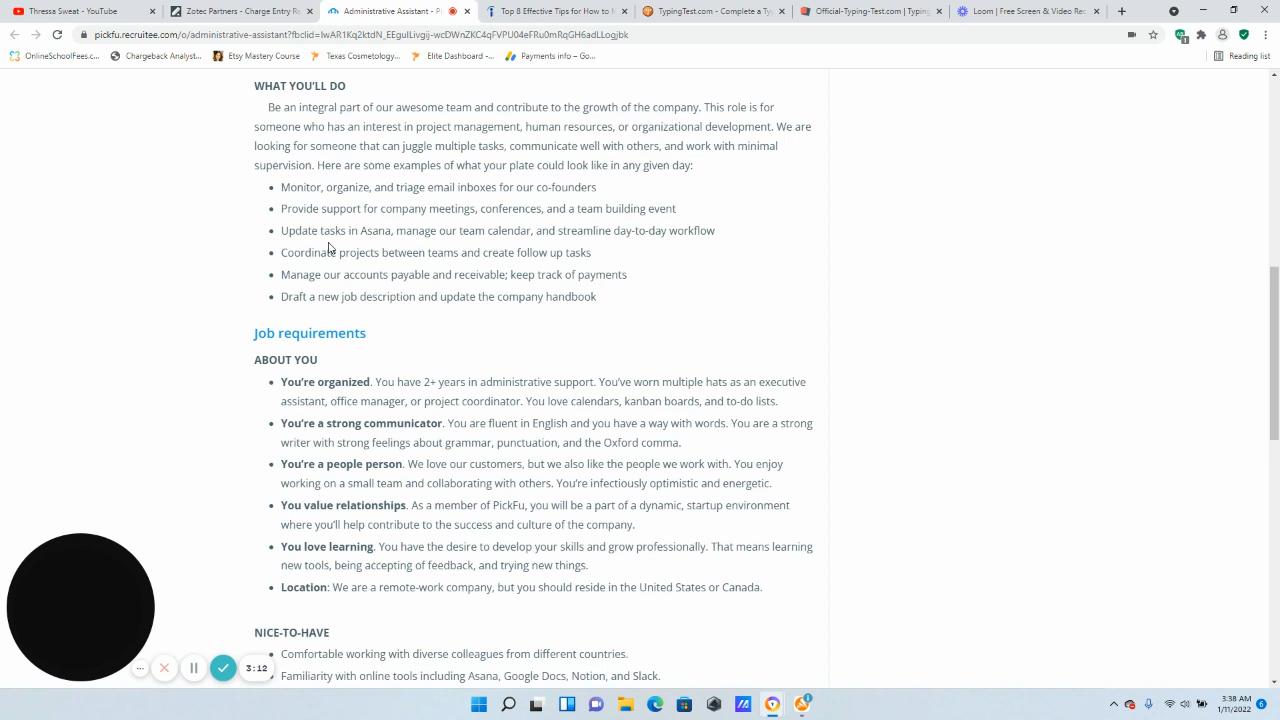 Thressa Sweat - YouTube
Zotec Partners - Charge Entry Re
Administrative Assistant - Pi
Top 8 Effective Tips for How to M
TypingTest.com - Complete a Ty
Official-Typing-Test.com | Typing
Loom | Free Screen & Video Rec
pickfu.recruitee.com/o/administrative-assistant?fbclid=
OnlineSchoolFees.c...
Chargeback Analyst...
Etsy Mastery Course
Texas Cosmetology...
Elite Dashboard -...
Payments info – Go...
Reading list
WHAT YOU'LL DO
Be an integral part of our awesome team and contribute to the growth of the company. This role is for
someone who has an interest in project management, human resources, or organizational development. We are
looking for someone that can juggle multiple tasks, communicate well with others, and work with minimal
supervision. Here are some examples of what your plate could look like in any given day:
Monitor, organize, and triage email inboxes for our co-founders
Provide support for company meetings, conferences, and a team building event
Update tasks in Asana, manage our team calendar, and streamline day-to-day workflow
Coordinate projects between teams and create follow up tasks
Manage our accounts payable and receivable; keep track of payments
Draft a new job description and update the company handbook
Job requirements
ABOUT YOU
You're organized. You have 2+ years in administrative support. You've worn multiple hats as an executive
assistant, office manager, or project coordinator. You love calendars, kanban boards, and to-do lists.
You're a strong communicator. You are fluent in English and you have a way with words. You are a strong
writer with strong feelings about grammar, punctuation, and the Oxford comma.
You're a people person. We love our customers, but we also like the people we work with. You enjoy
working on a small team and collaborating with others. You're infectiously optimistic and energetic.
You value relationships. As a member of PickFu, you will be a part of a dynamic, startup environment
where you'll help contribute to the success and culture of the company.
You love learning. You have the desire to develop your skills and grow professionally. That means learning
new tools, being accepting of feedback, and trying new things.
Location: We are a remote-work company, but you should reside in the United States or Canada.
NICE-TO-HAVE
Comfortable working with diverse colleagues from different countries.
Familiarity with online tools including Asana, Google Docs, Notion, and Slack.
3:12
3:38 AM
1/11/2022
6